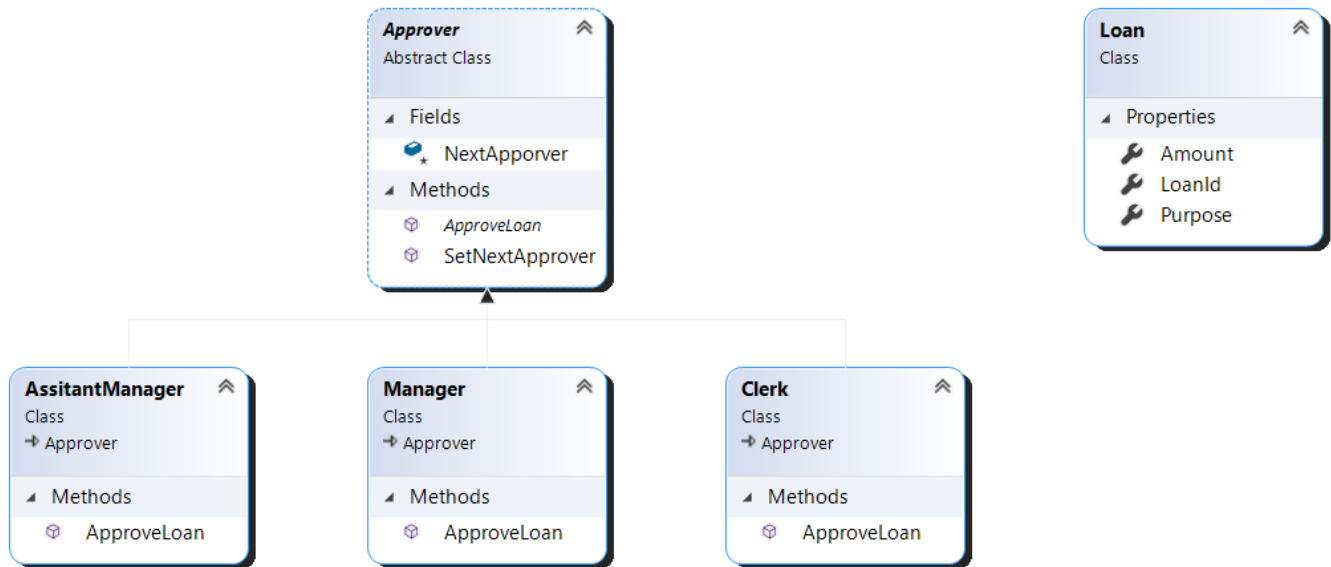 Approver
Abstract Class
Fields
NextApporver
Methods
ApproveLoan
SetNextApprover
Loan
Class
Properties
Amount
LoanId
Purpose
AssitantManager
Class
Approver
Methods
ApproveLoan
Manager
Class
Approver
Methods
ApproveLoan
Clerk
Class
Approver
Methods
ApproveLoan